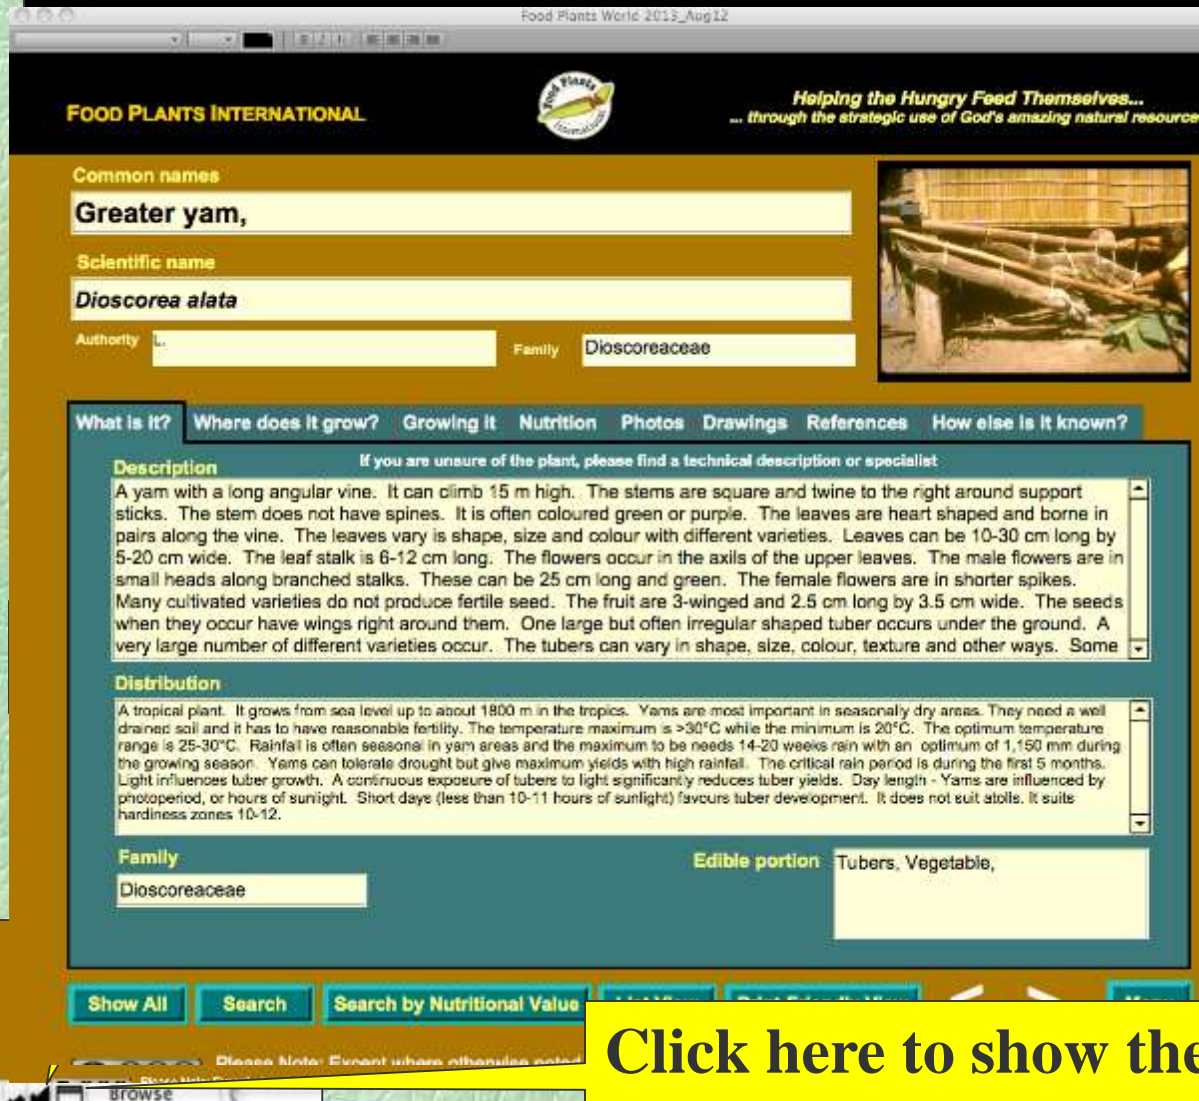 Food Plants World 2013_Aug12
FOOD PLANTS INTERNATIONAL
Food Plants
International
Helping the Hungry Feed Themselves...
... through the strategic use of God's amazing natural resource
Common names
Greater yam,
Scientific name
Dioscorea alata
Authority L.
Family Dioscoreaceae
What is it? Where does it grow? Growing it Nutrition Photos Drawings References How else is it known?
Description If you are unsure of the plant, please find a technical description or specialist
A yam with a long angular vine. It can climb 15 m high. The stems are square and twine to the right around support
sticks. The stem does not have spines. It is often coloured green or purple. The leaves are heart shaped and borne in
pairs along the vine. The leaves vary is shape, size and colour with different varieties. Leaves can be 10-30 cm long by
5-20 cm wide. The leaf stalk is 6-12 cm long. The flowers occur in the axils of the upper leaves. The male flowers are in
small heads along branched stalks. These can be 25 cm long and green. The female flowers are in shorter spikes.
Many cultivated varieties do not produce fertile seed. The fruit are 3-winged and 2.5 cm long by 3.5 cm wide. The seeds
when they occur have wings right around them. One large but often irregular shaped tuber occurs under the ground. A
very large number of different varieties occur. The tubers can vary in shape, size, colour, texture and other ways. Some
Distribution
A tropical plant. It grows from sea level up to about 1800 m in the tropics. Yams are most important in seasonally dry areas. They need a well
drained soil and it has to have reasonable fertility. The temperature maximum is >30°C while the minimum is 20°C. The optimum temperature
range is 25-30°C. Rainfall is often seasonal in yam areas and the maximum to be needs 14-20 weeks rain with an optimum of 1,150 mm during
the growing season. Yams can tolerate drought but give maximum yields with high rainfall. The critical rain period is during the first 5 months.
Light influences tuber growth. A continuous exposure of tubers to light significantly reduces tuber yields. Day length - Yams are influenced by
photoperiod, or hours of sunlight. Short days (less than 10-11 hours of sunlight) favours tuber development. It does not suit atolls. It suits
hardiness zones 10-12.
Family
Dioscoreaceae
Edible portion Tubers, Vegetable,
Show All Search Search by Nutritional Value List View Print Friendly View Menu
Please Note: Except where otherwise noted
Click here to show the
Browse